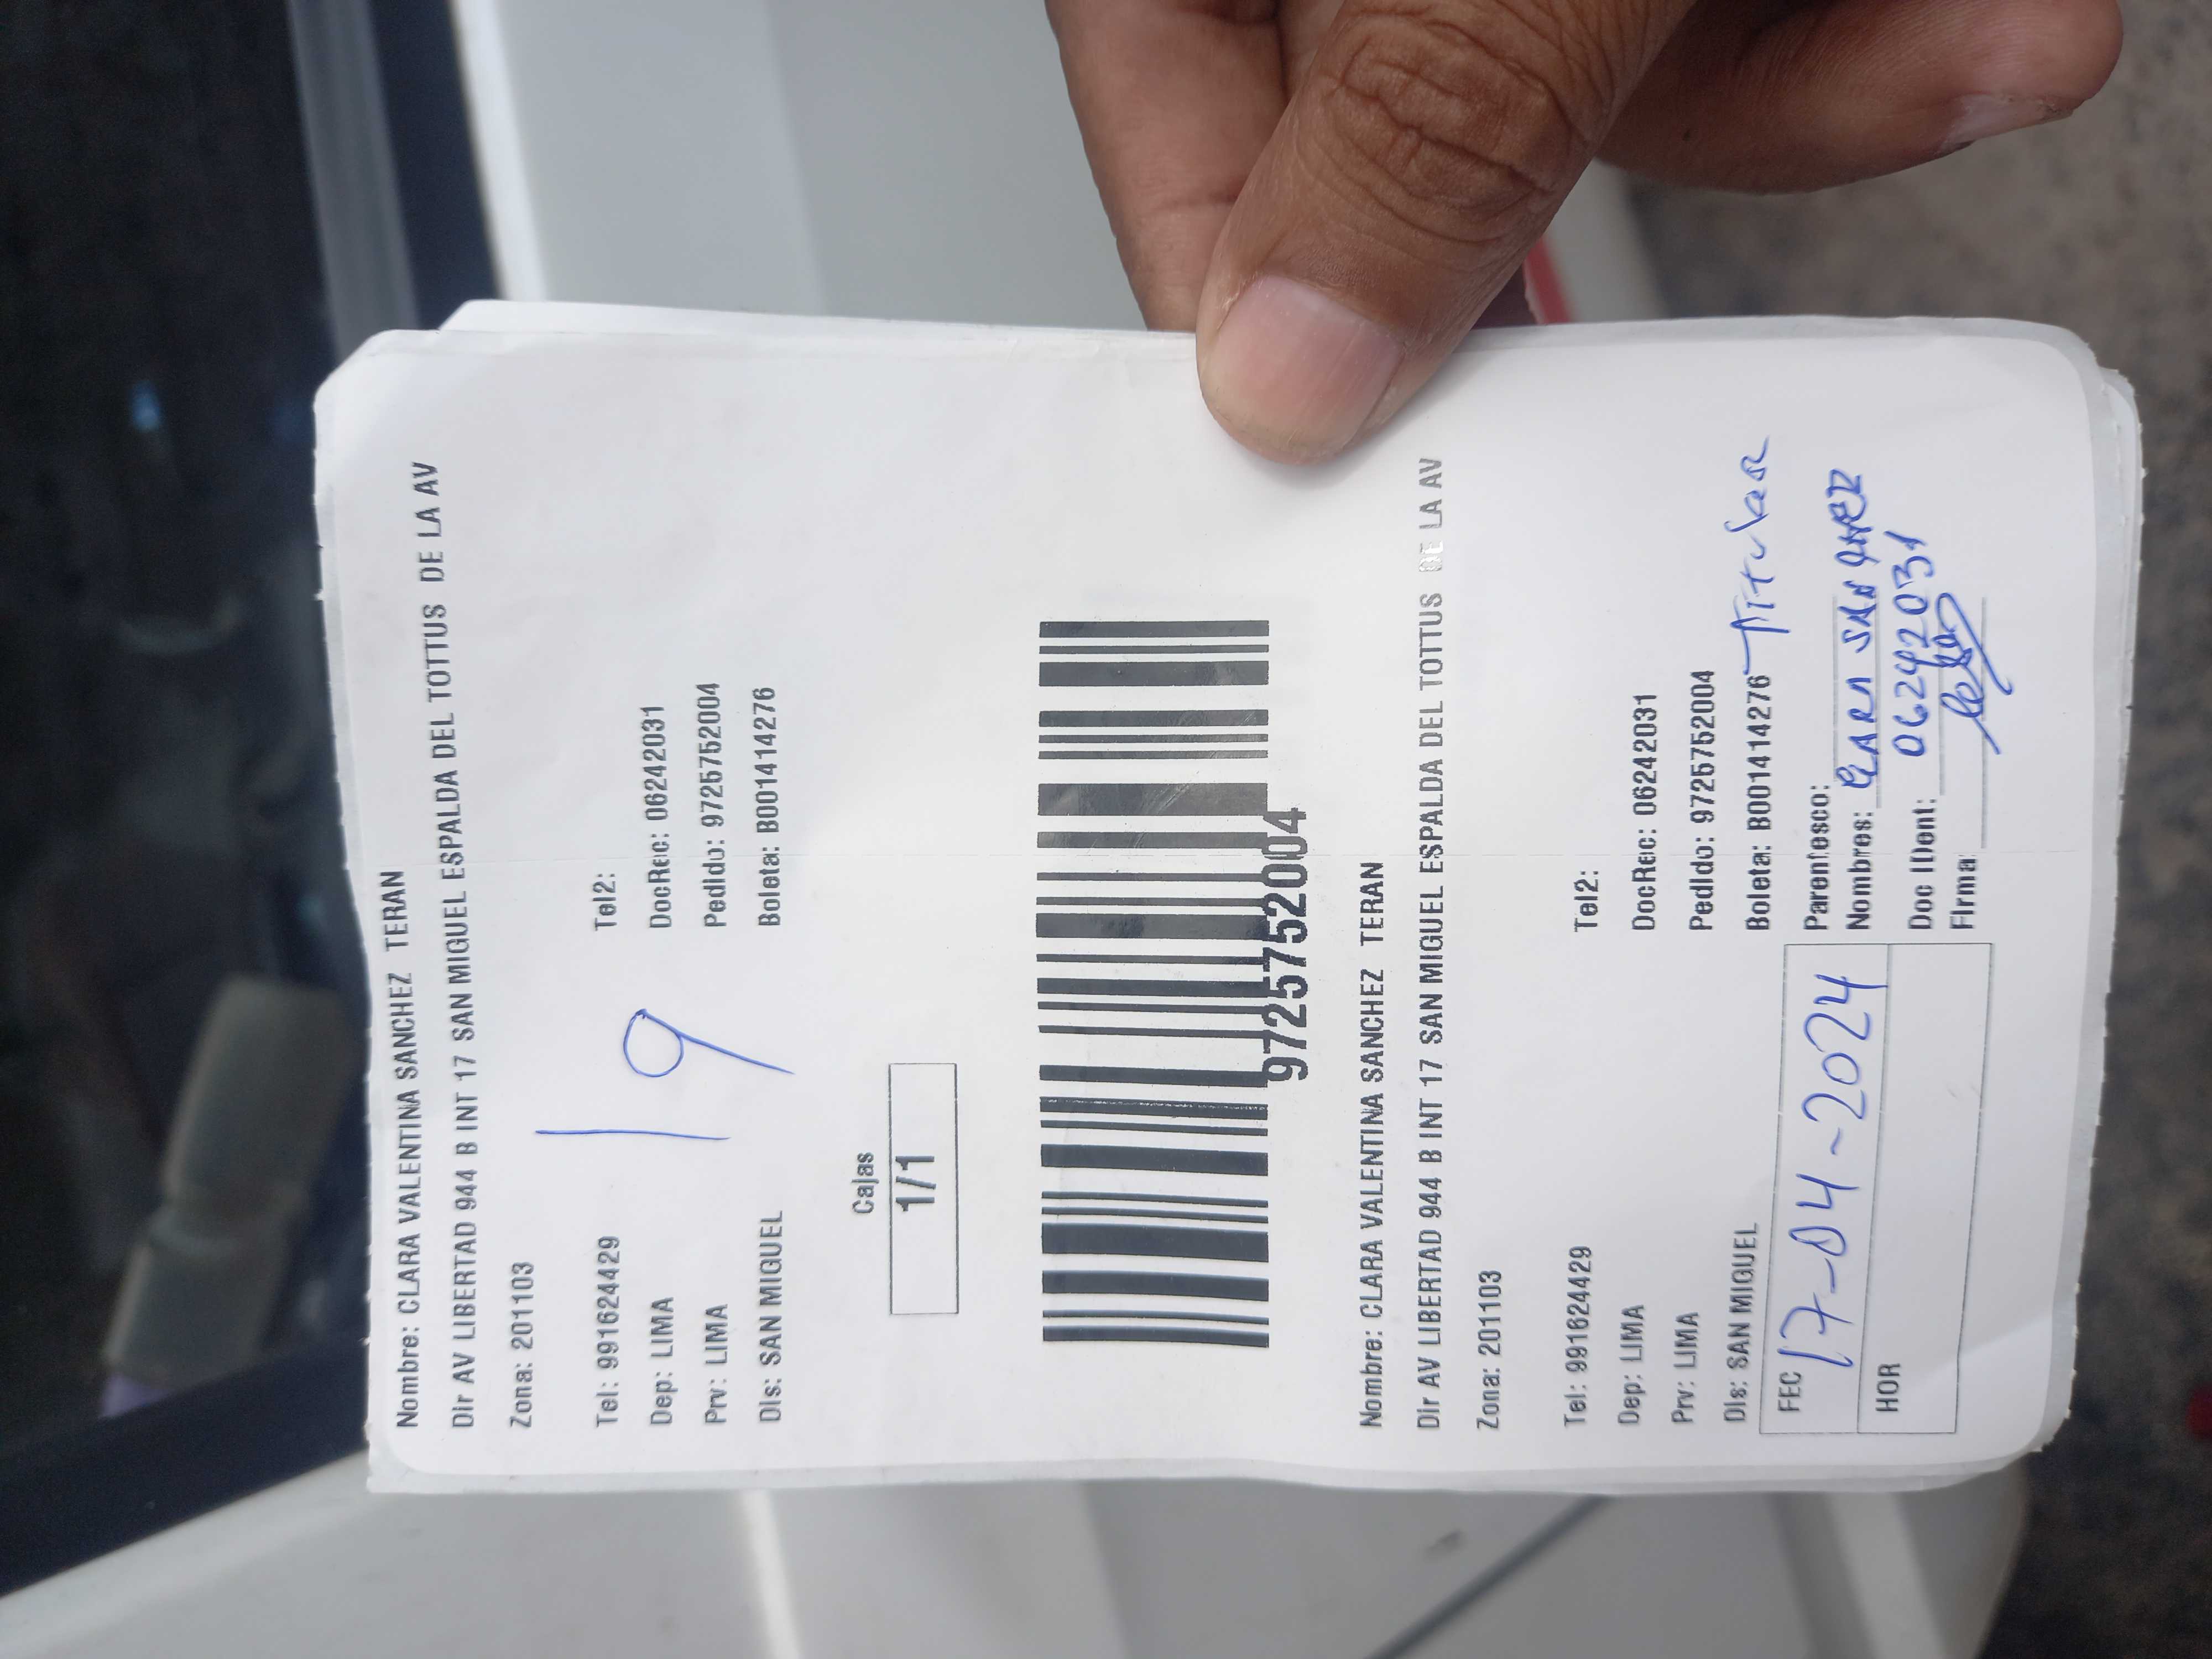 Nombre: CLARA VALENTINA SANCHEZ TERAN
Dir AV LIBERTAD 944 B INT 17 SAN MIGUEL ESPALDA DEL TOTTUS DE LA AV
Zona: 201103
19
Tel: 991624429 Tel2:
Dep: LIMA DocRec: 06242031
Prv: LIMA Pedido: 9725752004
Dis: SAN MIGUEL Boleta: B001414276
Cajas
1/1
9725752004
Nombre: CLARA VALENTINA SANCHEZ TERAN
Dir AV LIBERTAD 944 B INT 17 SAN MIGUEL ESPALDA DEL TOTTUS DE LA AV
Zona: 201103
Tel: 991624429 Tel2:
Dep: LIMA DocRec: 06242031
Prv: LIMA Pedido: 9725752004
Dis: SAN MIGUEL Boleta: B001414276
FEC 17-04-2024 Parentesco: Titular
HOR Nombres: CLARA SANCHEZ
Doc IDent: 06242031
Firma: